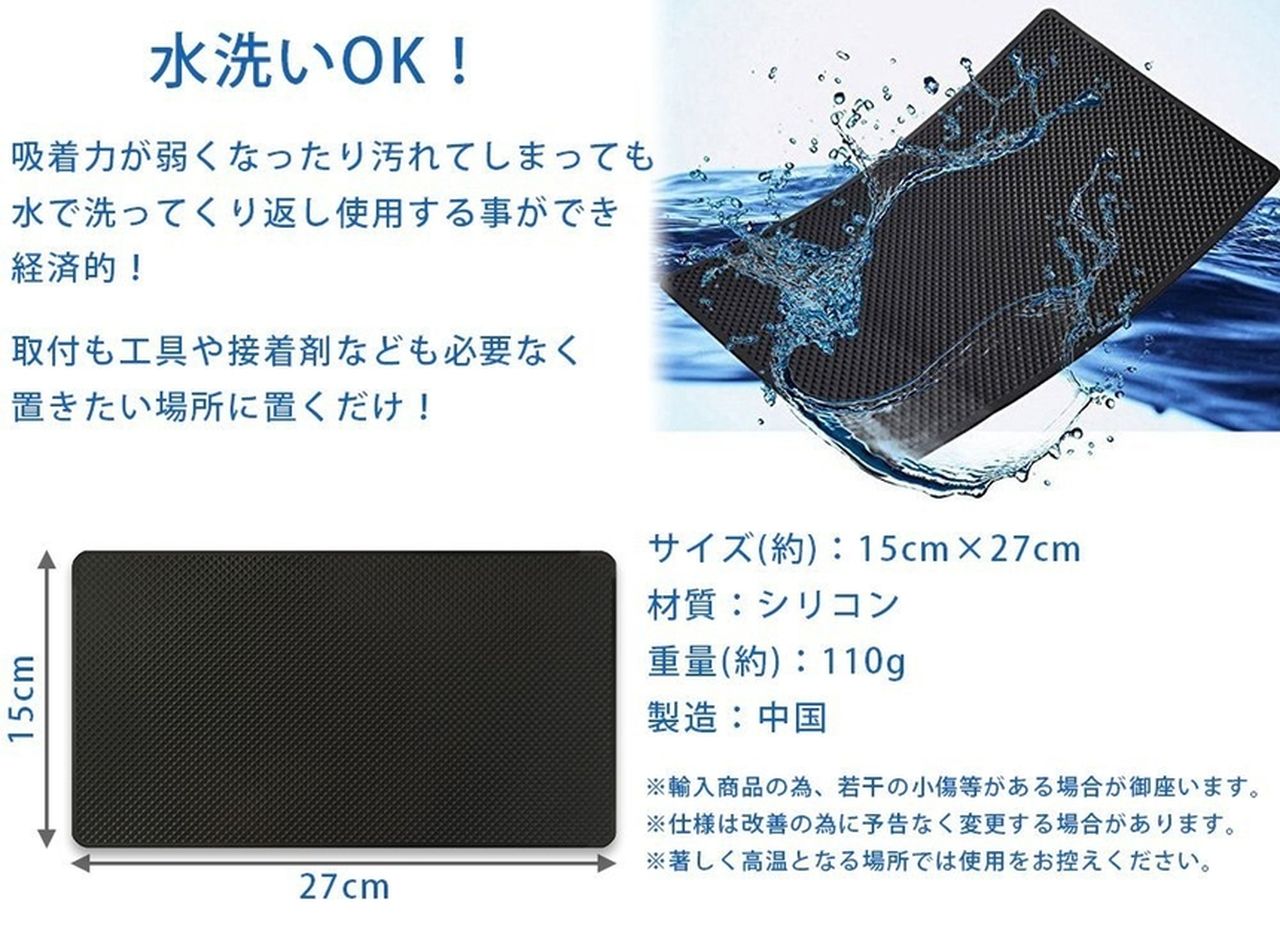 水洗いOK！
吸着力が弱くなったり汚れてしまっても
水で洗ってくり返し使用する事ができ
経済的！
取付も工具や接着剤なども必要なく
置きたい場所に置くだけ！
15cm
27cm
サイズ(約)：15cm×27cm
材質：シリコン
重量(約)：110g
製造：中国
※輸入商品の為、若干の小傷等がある場合が御座います。
※仕様は改善の為に予告なく変更する場合があります。
※著しく高温となる場所では使用をお控えください。